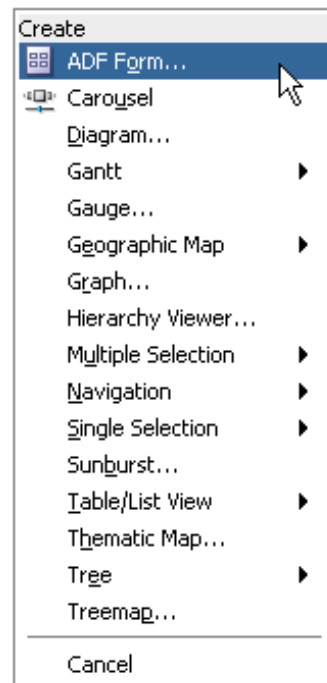 Create
ADF Form...
Carousel
Diagram...
Gantt
Gauge...
Geographic Map
Graph...
Hierarchy Viewer...
Multiple Selection
Navigation
Single Selection
Sunburst...
Table/List View
Thematic Map...
Tree
Treemap...
Cancel